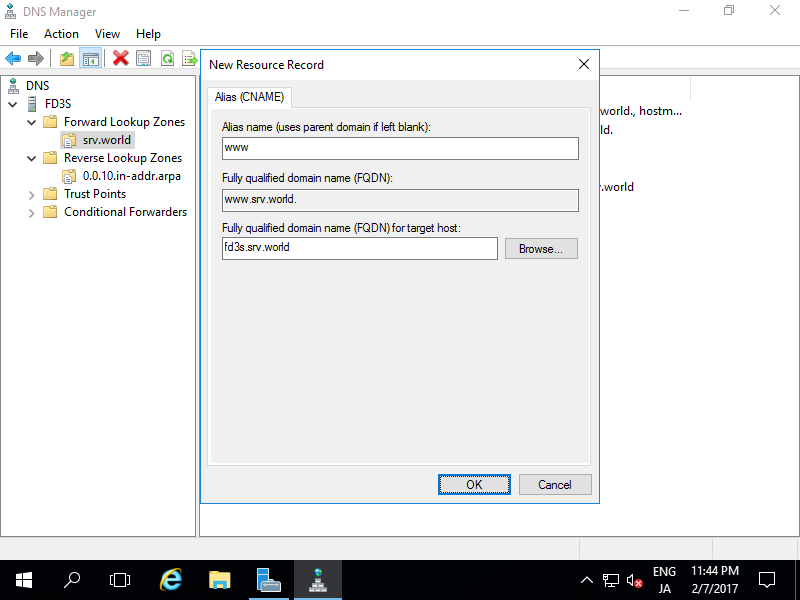 DNS Manager
File Action View Help
DNS
FD3S
Forward Lookup Zones
srv.world
Reverse Lookup Zones
0.0.10.in-addr.arpa
Trust Points
Conditional Forwarders
New Resource Record
Alias (CNAME)
Alias name (uses parent domain if left blank):
www
Fully qualified domain name (FQDN):
www.srv.world.
Fully qualified domain name (FQDN) for target host:
fd3s.srv.world
Browse...
OK Cancel
world., hostm...
ld.
.world
ENG
JA
11:44 PM
2/7/2017